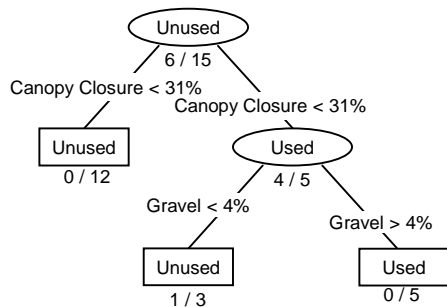 Unused
6 / 15
Canopy Closure < 31%
Canopy Closure < 31%
Unused
0 / 12
Used
4 / 5
Gravel < 4%
Gravel > 4%
Unused
1 / 3
Used
0 / 5